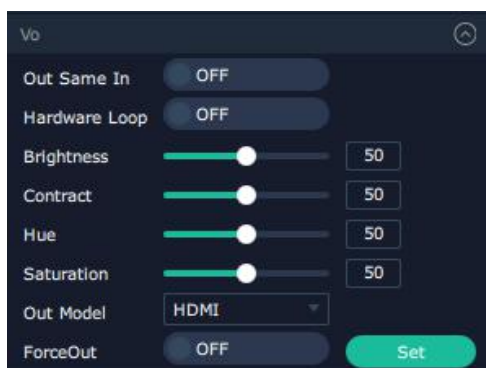 Vo
Out Same In OFF
Hardware Loop OFF
Brightness 50
Contract 50
Hue 50
Saturation 50
Out Model HDMI
ForceOut OFF Set